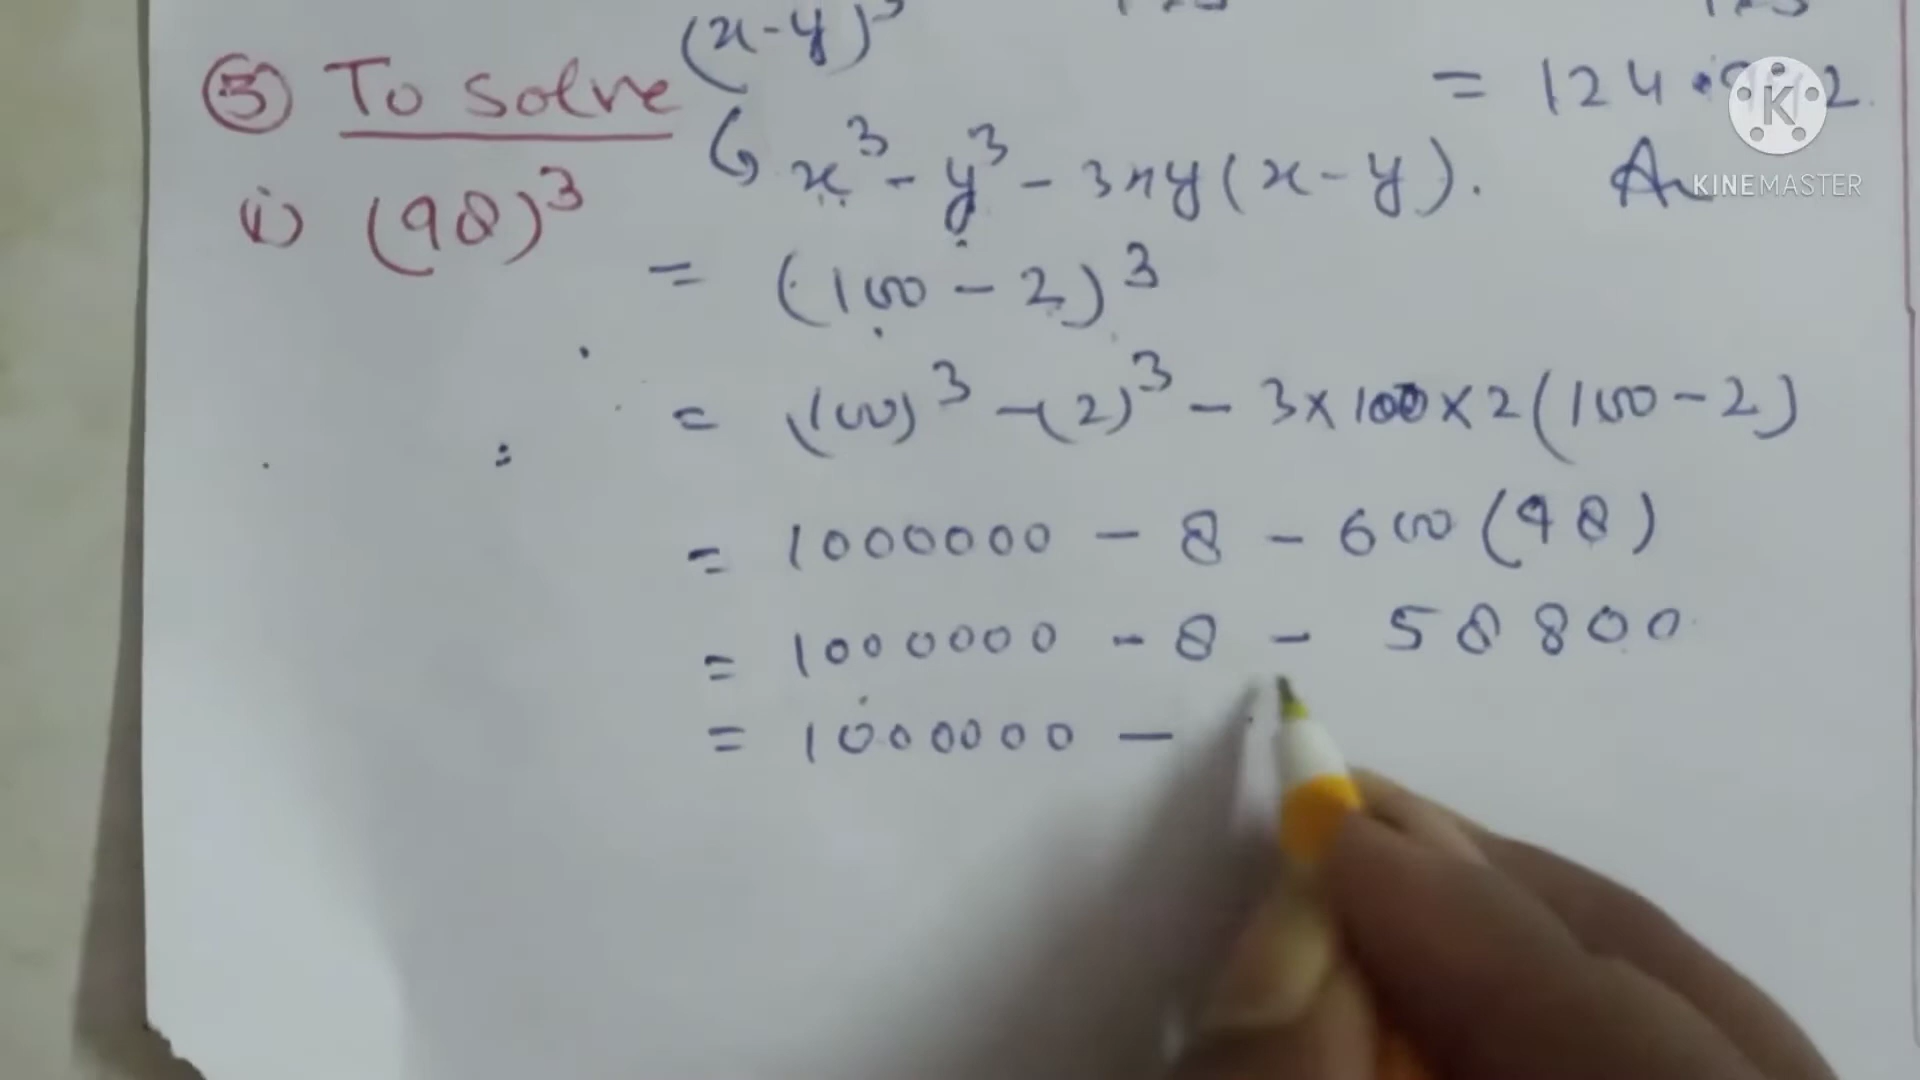 (x-y)³
⑤ To solve
= 124.
x³ - y³ - 3xy(x-y).
KINEMASTER
i) (98)³
= (100 - 2)³
= (100)³ - (2)³ - 3×100×2(100-2)
= 1000000 - 8 - 600(98)
= 1000000 - 8 - 58800
= 1000000 -